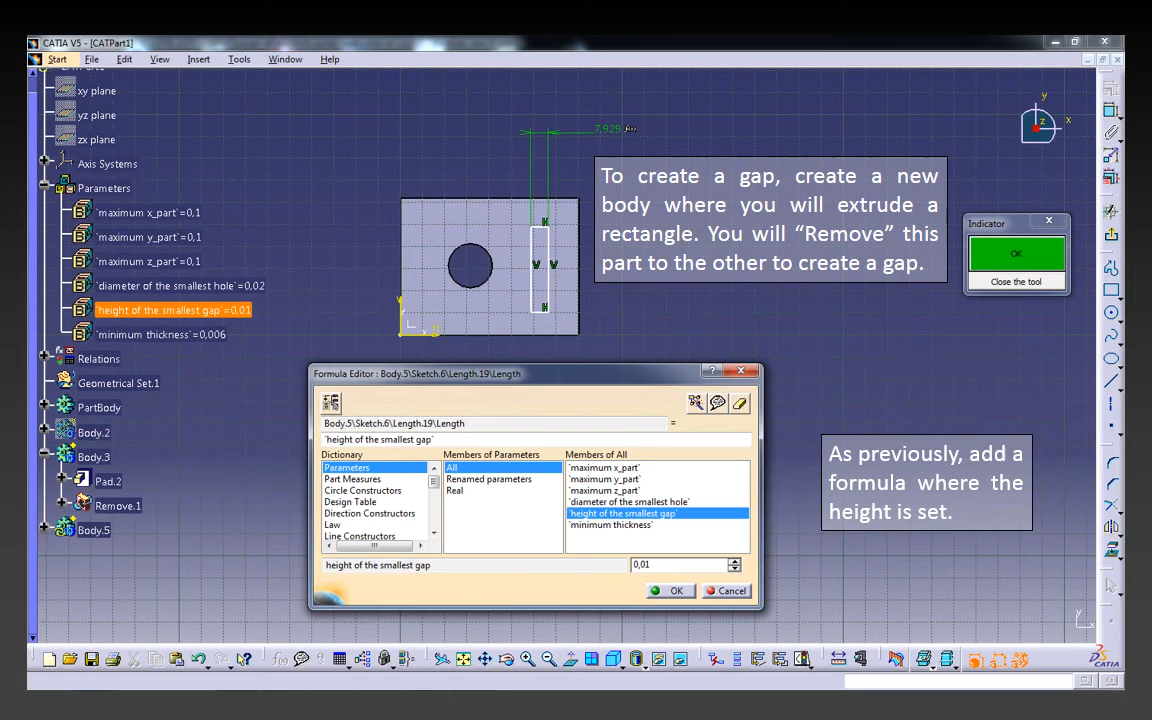 CATIA V5 - [CATPart1]
Start File Edit View Insert Tools Window Help
xy plane
yz plane
zx plane
Axis Systems
Parameters
`maximum x_part`=0,1
`maximum y_part`=0,1
`maximum z_part`=0,1
`diameter of the smallest hole`=0,02
`height of the smallest gap`=0,01
`minimum thickness`=0,006
Relations
Geometrical Set.1
PartBody
Body.2
Body.3
Pad.2
Remove.1
Body.5
7,929
H
V V
H
y
x
y
z
x
To create a gap, create a new
body where you will extrude a
rectangle. You will “Remove” this
part to the other to create a gap.
Indicator
OK
Close the tool
Formula Editor : Body.5\Sketch.6\Length.19\Length
Body.5\Sketch.6\Length.19\Length =
`height of the smallest gap`
Dictionary Members of Parameters Members of All
Parameters All `maximum x_part`
Part Measures Renamed parameters `maximum y_part`
Circle Constructors Real `maximum z_part`
Design Table `diameter of the smallest hole`
Direction Constructors `height of the smallest gap`
Law `minimum thickness`
Line Constructors
height of the smallest gap 0,01
OK Cancel
As previously, add a
formula where the
height is set.
y
x
CATIA